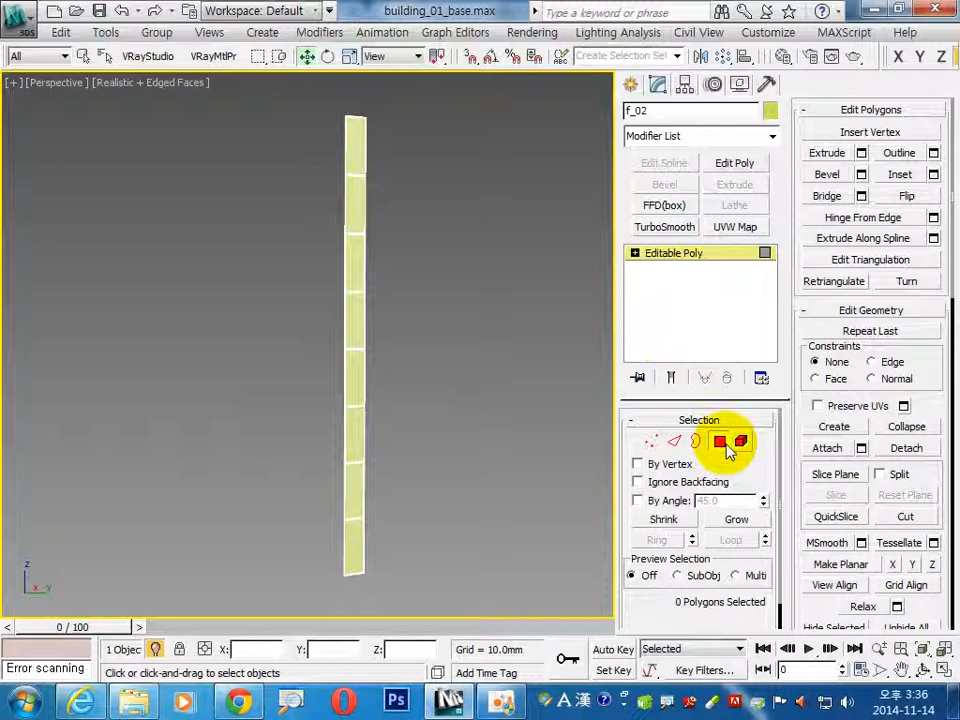 Workspace: Default
building_01_base.max
Type a keyword or phrase
3DS
Edit Tools Group Views Create Modifiers Animation Graph Editors Rendering Lighting Analysis Civil View Customize MAXScript Help
All VRayStudio VRayMtlPr View Create Selection Se X Y Z
[+] [Perspective] [Realistic + Edged Faces]
f_02
Modifier List
Edit Spline Edit Poly
Bevel Extrude
FFD(box) Lathe
TurboSmooth UVW Map
Editable Poly
- Selection
By Vertex
Ignore Backfacing
By Angle: 45.0
Shrink Grow
Ring Loop
Preview Selection
Off SubObj Multi
0 Polygons Selected
- Edit Polygons
Insert Vertex
Extrude Outline
Bevel Inset
Bridge Flip
Hinge From Edge
Extrude Along Spline
Edit Triangulation
Retriangulate Turn
- Edit Geometry
Repeat Last
Constraints
None Edge
Face Normal
Preserve UVs
Create Collapse
Attach Detach
Slice Plane Split
Slice Reset Plane
QuickSlice Cut
MSmooth Tessellate
Make Planar X Y Z
View Align Grid Align
Relax
Hide Selected Unhide All
z
x y
< 0 / 100 >
1 Object X: Y: Z: Grid = 10.0mm Auto Key Selected
Error scanning Click or click-and-drag to select objects Add Time Tag Set Key Key Filters... 0
Ps A 漢
오후 3:36
2014-11-14